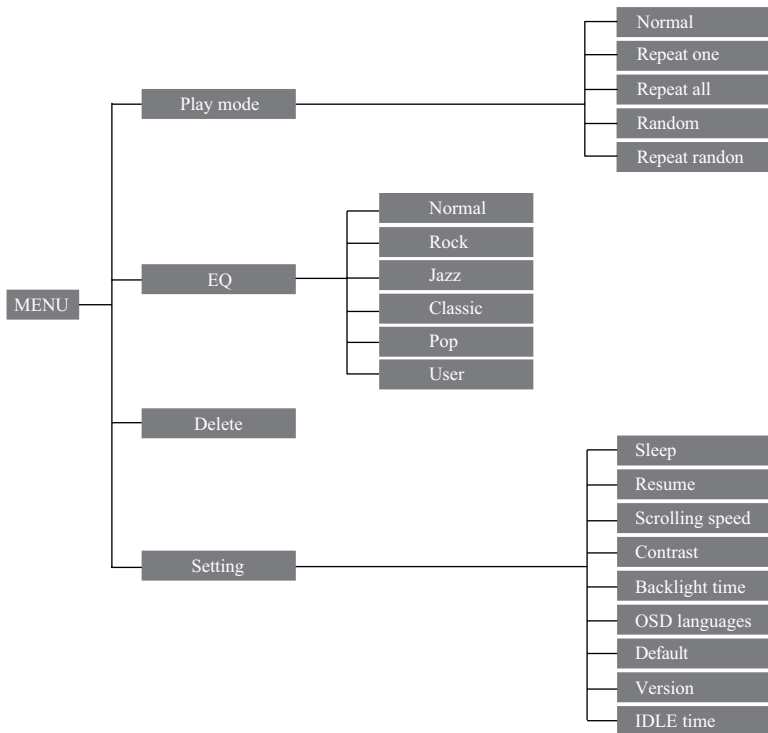 MENU
Play mode
Normal
Repeat one
Repeat all
Random
Repeat randon
EQ
Normal
Rock
Jazz
Classic
Pop
User
Delete
Setting
Sleep
Resume
Scrolling speed
Contrast
Backlight time
OSD languages
Default
Version
IDLE time